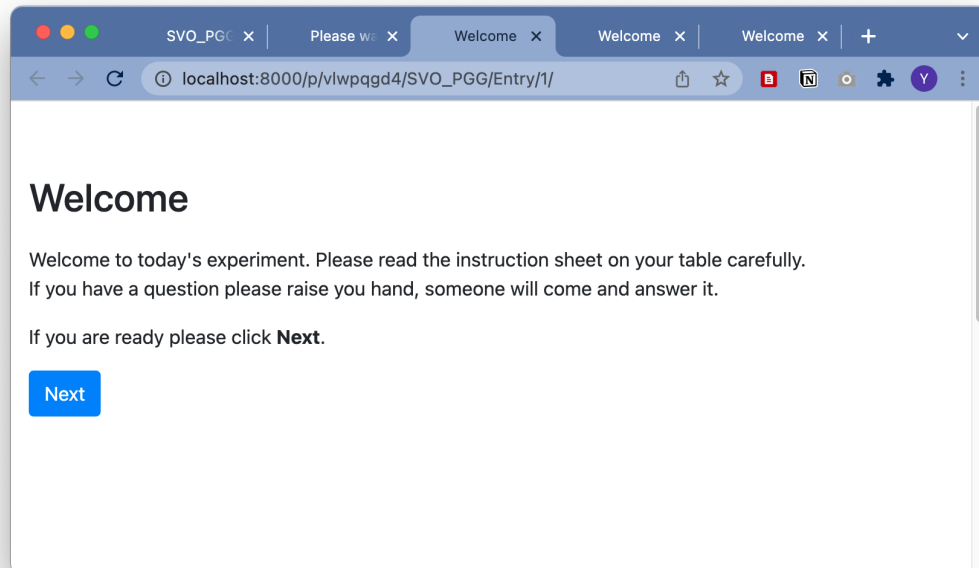 SVO_PGG
Please wa
Welcome
Welcome
Welcome
localhost:8000/p/vlwpqgd4/SVO_PGG/Entry/1/
B
N
Y
Welcome
Welcome to today's experiment. Please read the instruction sheet on your table carefully.
If you have a question please raise you hand, someone will come and answer it.
If you are ready please click Next.
Next